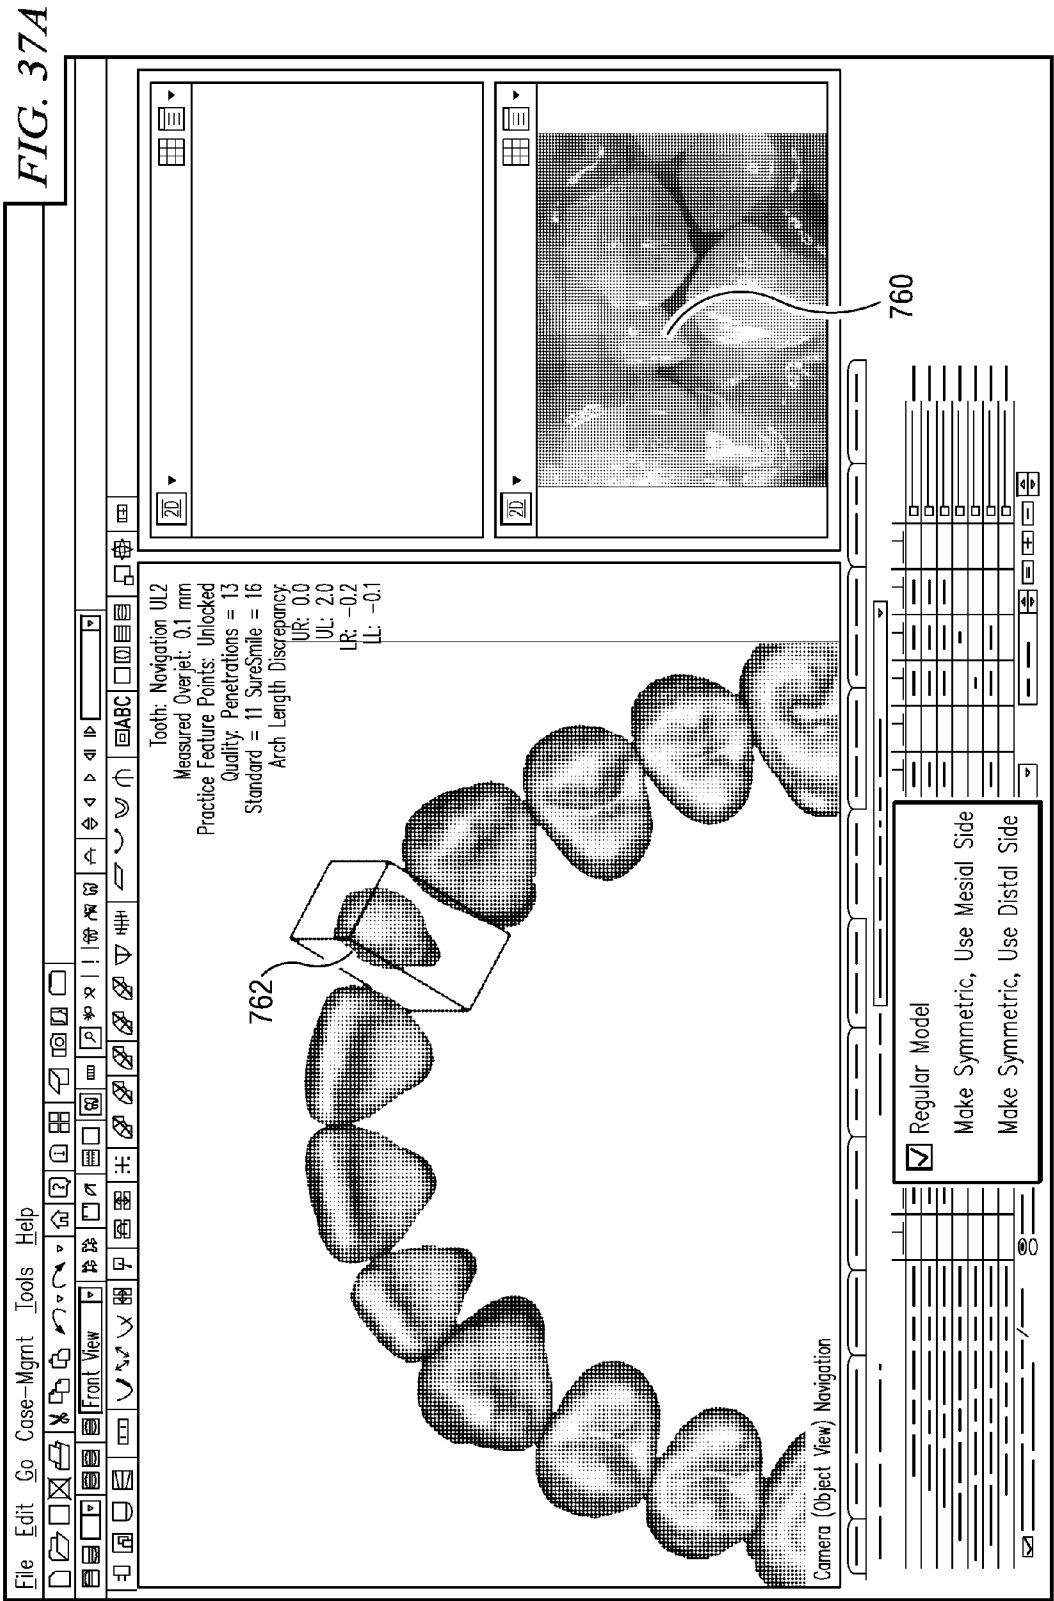 FIG. 37A
File Edit Go Case-Mgmt Tools Help
Front View
ABC
Tooth: Navigation UL2
Measured Overjet: 0.1 mm
Practice Feature Points: Unlocked
Quality: Penetrations = 13
Standard = 11 SureSmile = 16
Arch Length Discrepancy:
UR: 0.0
UL: 2.0
LR: -0.2
LL: -0.1
762
2D
2D
760
Camera (Object View) Navigation
Regular Model
Make Symmetric, Use Mesial Side
Make Symmetric, Use Distal Side